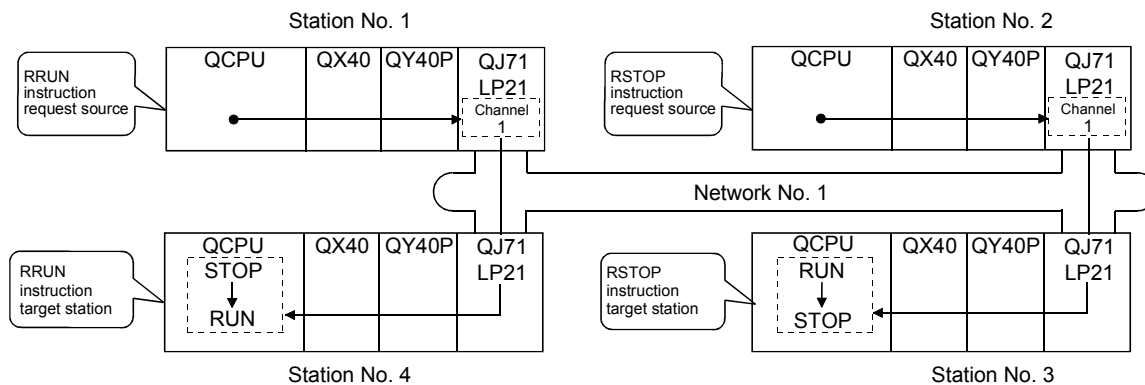 Station No. 1
RRUN
instruction
request source
QCPU
QX40
QY40P
QJ71
LP21
Channel
1
Station No. 2
RSTOP
instruction
request source
QCPU
QX40
QY40P
QJ71
LP21
Channel
1
Network No. 1
RRUN
instruction
target station
QCPU
STOP
RUN
QX40
QY40P
QJ71
LP21
Station No. 4
RSTOP
instruction
target station
QCPU
RUN
STOP
QX40
QY40P
QJ71
LP21
Station No. 3